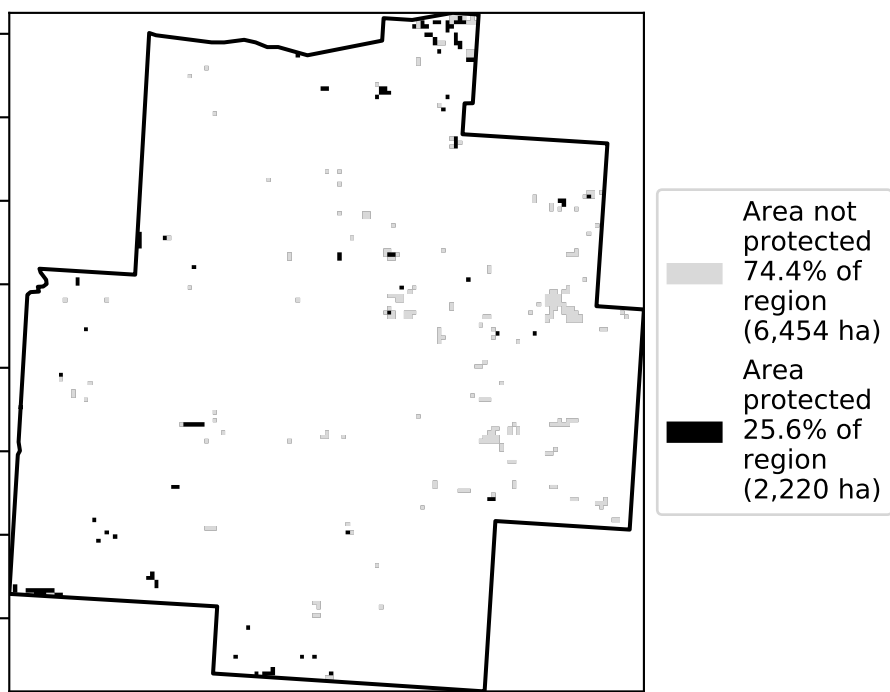 Area not
protected
74.4% of
region
(6,454 ha)
Area
protected
25.6% of
region
(2,220 ha)